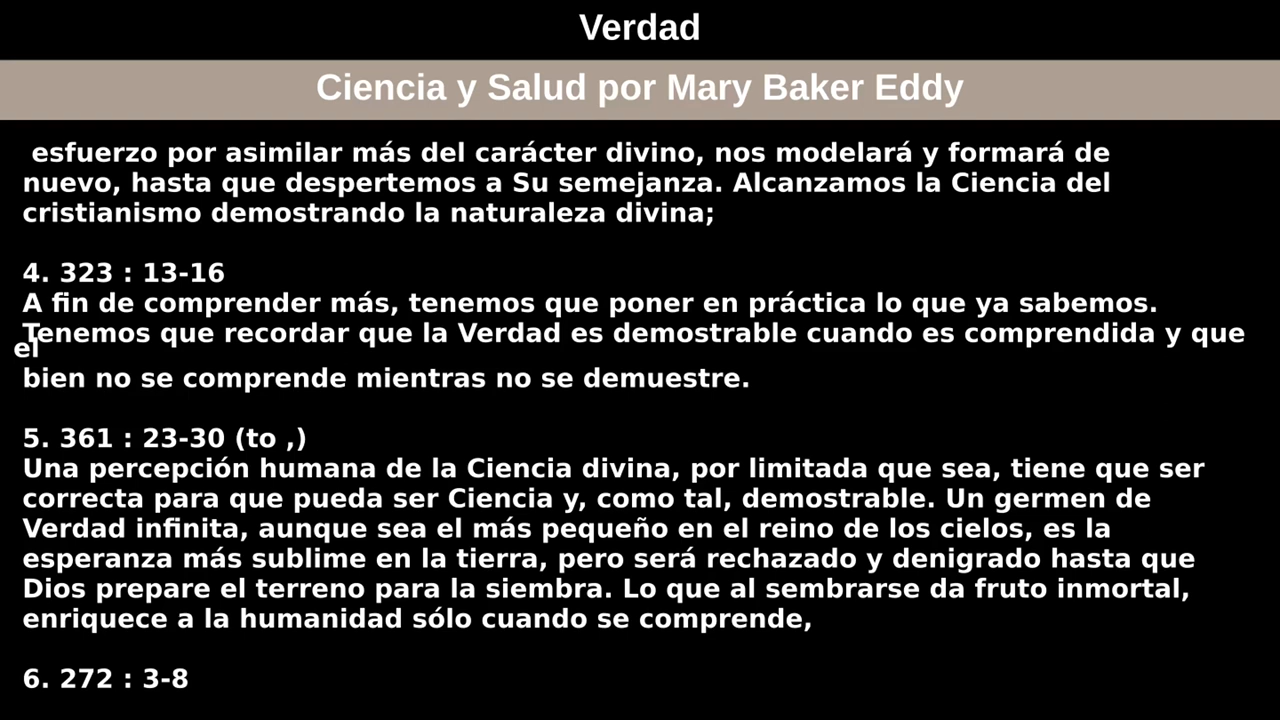 Verdad
Ciencia y Salud por Mary Baker Eddy
esfuerzo por asimilar más del carácter divino, nos modelará y formará de
nuevo, hasta que despertemos a Su semejanza. Alcanzamos la Ciencia del
cristianismo demostrando la naturaleza divina;
4. 323 : 13-16
A fin de comprender más, tenemos que poner en práctica lo que ya sabemos.
Tenemos que recordar que la Verdad es demostrable cuando es comprendida y que
el
bien no se comprende mientras no se demuestre.
5. 361 : 23-30 (to ,)
Una percepción humana de la Ciencia divina, por limitada que sea, tiene que ser
correcta para que pueda ser Ciencia y, como tal, demostrable. Un germen de
Verdad infinita, aunque sea el más pequeño en el reino de los cielos, es la
esperanza más sublime en la tierra, pero será rechazado y denigrado hasta que
Dios prepare el terreno para la siembra. Lo que al sembrarse da fruto inmortal,
enriquece a la humanidad sólo cuando se comprende,
6. 272 : 3-8